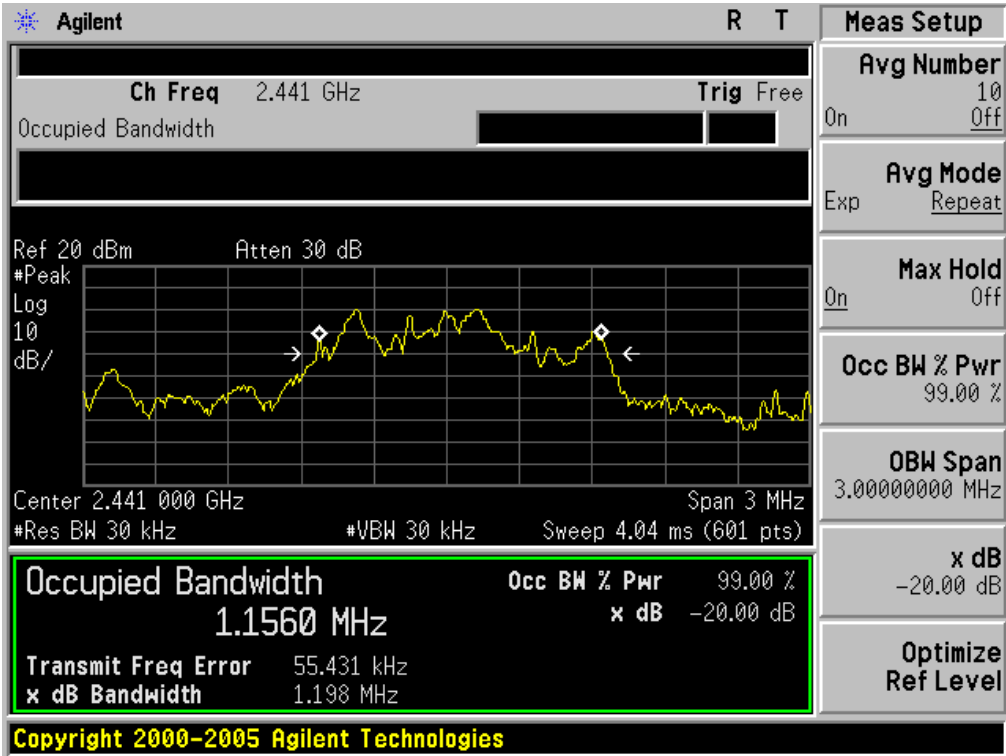 Agilent R T
Ch Freq 2.441 GHz Trig Free
Occupied Bandwidth
Ref 20 dBm Atten 30 dB
#Peak
Log
10
dB/
Center 2.441 000 GHz Span 3 MHz
#Res BW 30 kHz #VBW 30 kHz Sweep 4.04 ms (601 pts)
Occupied Bandwidth Occ BW % Pwr 99.00 %
1.1560 MHz x dB -20.00 dB
Transmit Freq Error 55.431 kHz
x dB Bandwidth 1.198 MHz
Copyright 2000-2005 Agilent Technologies
Meas Setup
Avg Number
10
On Off
Avg Mode
Exp Repeat
Max Hold
On Off
Occ BW % Pwr
99.00 %
OBW Span
3.00000000 MHz
x dB
-20.00 dB
Optimize
Ref Level